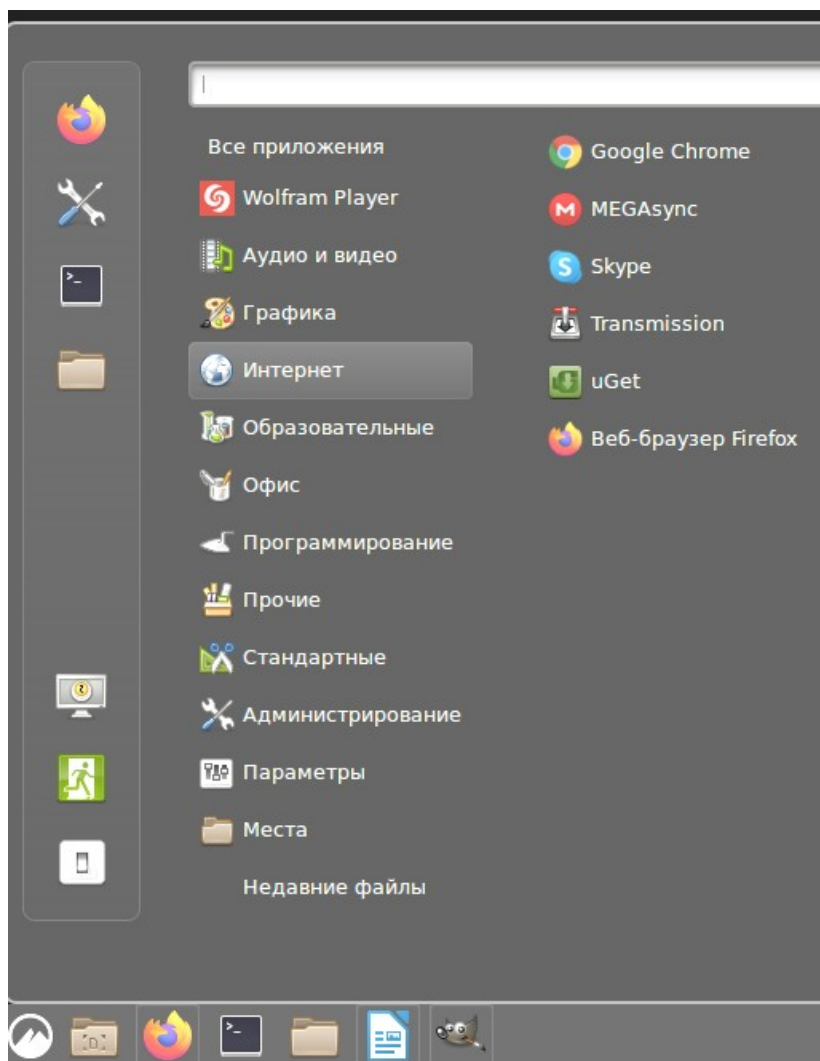 Все приложения
Wolfram Player
Аудио и видео
Графика
Интернет
Образовательные
Офис
Программирование
Прочие
Стандартные
Администрирование
Параметры
Места
Недавние файлы
Google Chrome
MEGAsync
Skype
Transmission
uGet
Веб-браузер Firefox